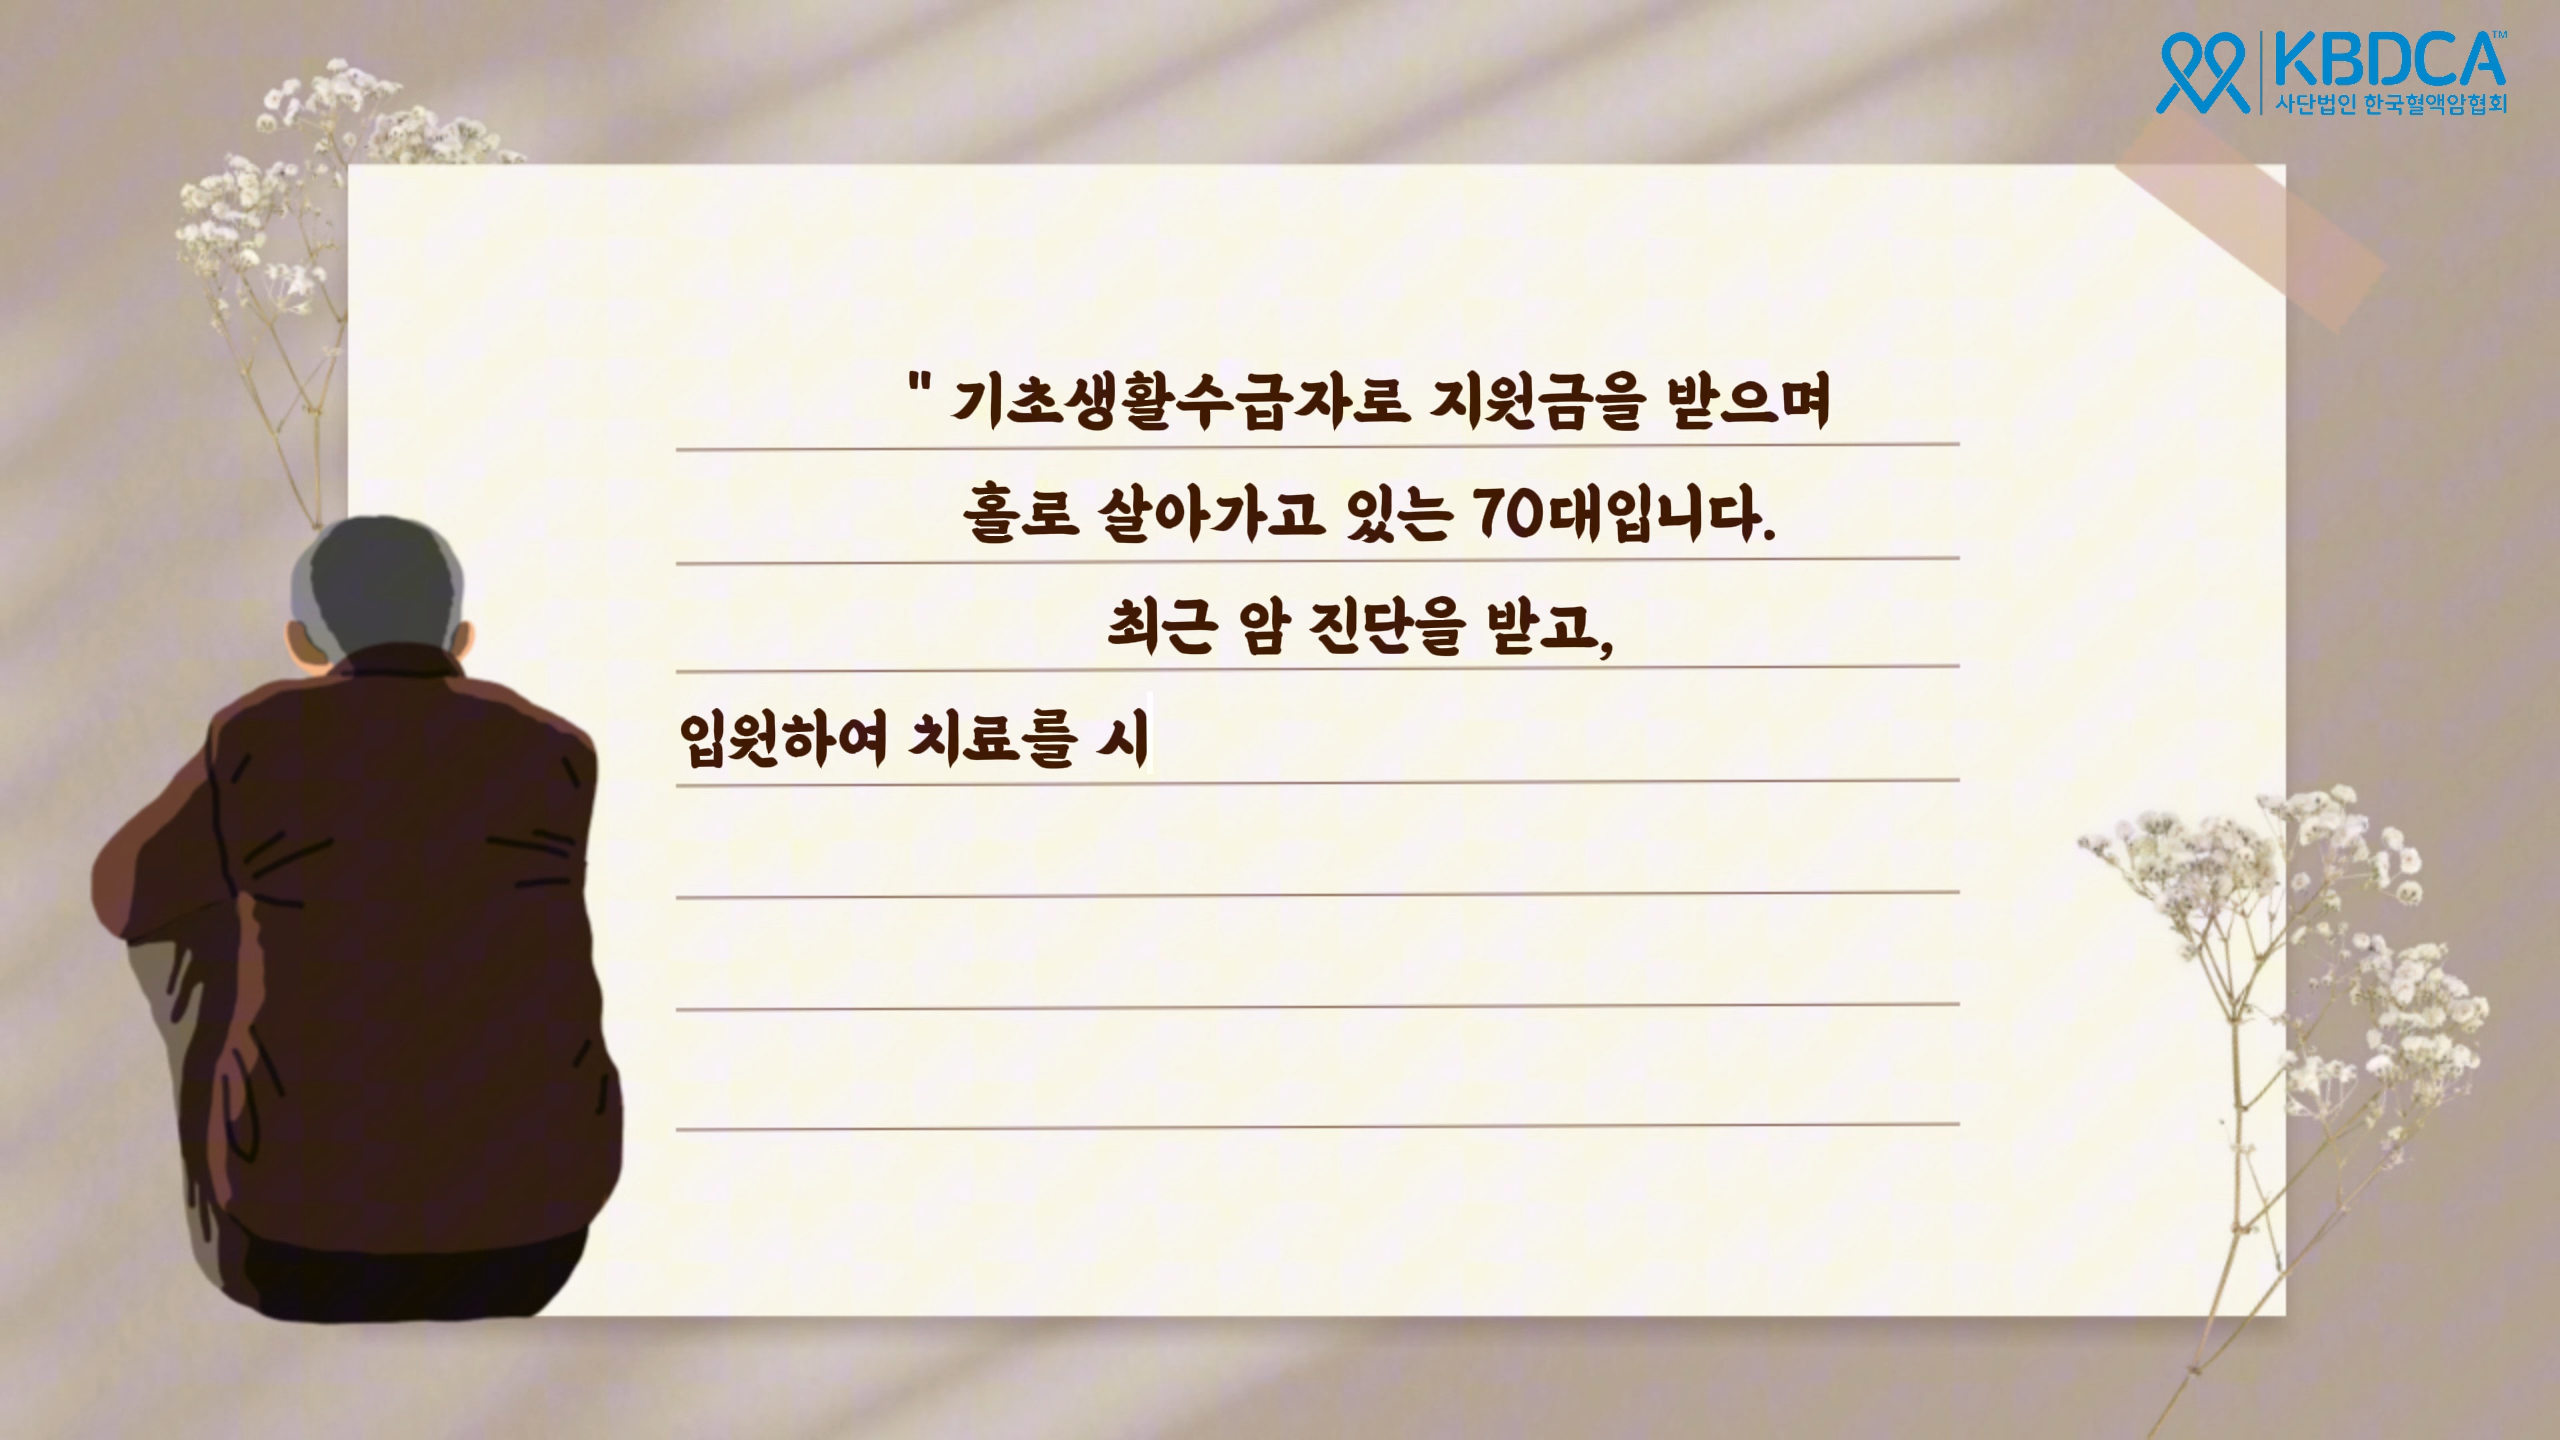 KBDCA™
사단법인 한국혈액암협회
" 기초생활수급자로 지원금을 받으며
홀로 살아가고 있는 70대입니다.
최근 암 진단을 받고,
입원하여 치료를 시